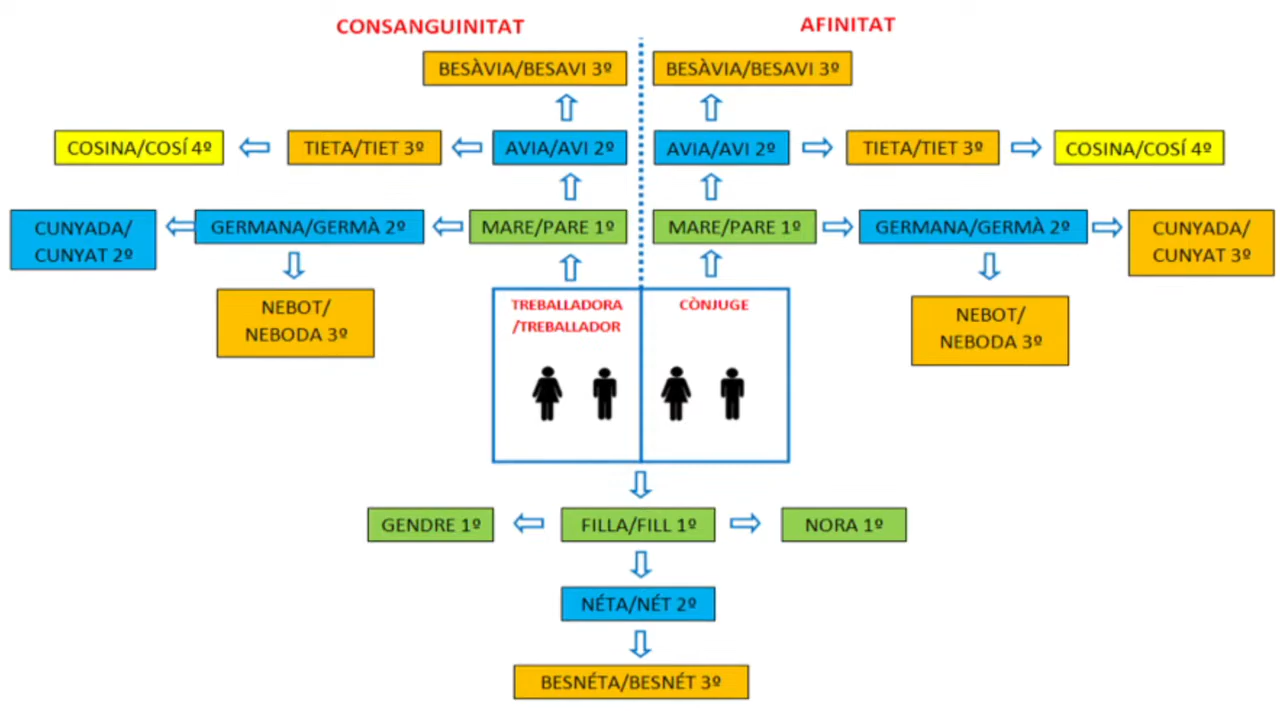 CONSANGUINITAT
AFINITAT
BESÀVIA/BESAVI 3º
BESÀVIA/BESAVI 3º
COSINA/COSÍ 4º
TIETA/TIET 3º
AVIA/AVI 2º
AVIA/AVI 2º
TIETA/TIET 3º
COSINA/COSÍ 4º
CUNYADA/
CUNYAT 2º
GERMANA/GERMÀ 2º
MARE/PARE 1º
MARE/PARE 1º
GERMANA/GERMÀ 2º
CUNYADA/
CUNYAT 3º
NEBOT/
NEBODA 3º
TREBALLADORA
/TREBALLADOR
CÒNJUGE
NEBOT/
NEBODA 3º
GENDRE 1º
FILLA/FILL 1º
NORA 1º
NÉTA/NÉT 2º
BESNÉTA/BESNÉT 3º